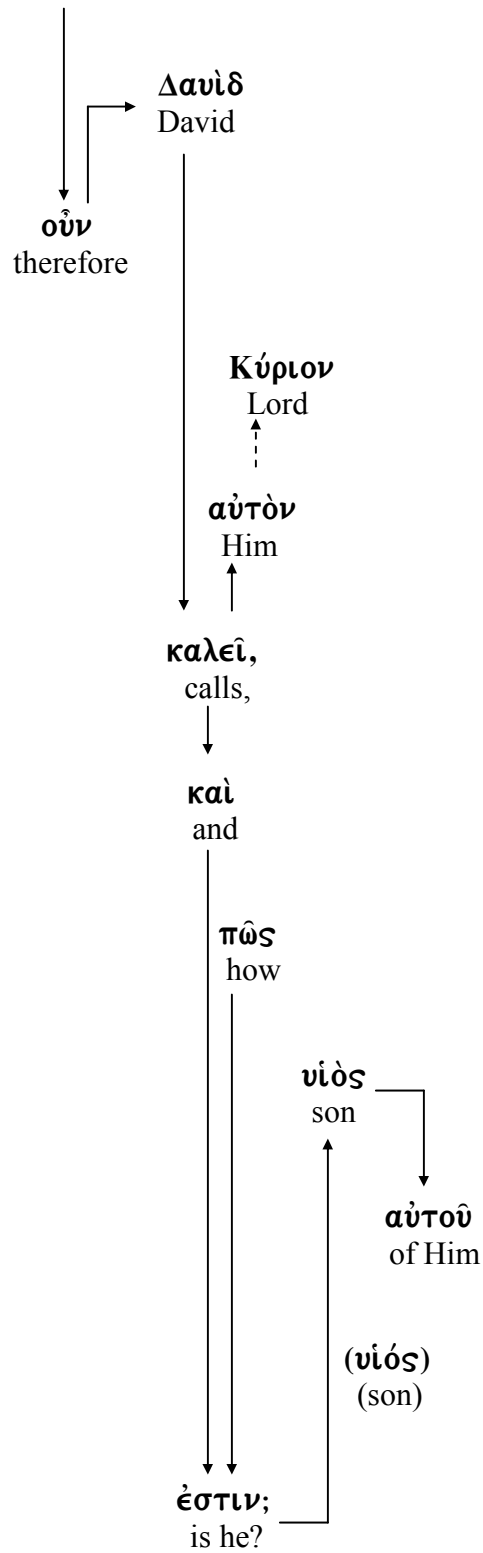 Δαυὶδ
David
οὖν
therefore
Κύριον
Lord
αὐτὸν
Him
καλεῖ,
calls,
καὶ
and
πῶς
how
υἱὸς
son
αὐτοῦ
of Him
(υἱός)
(son)
ἐστιν;
is he?